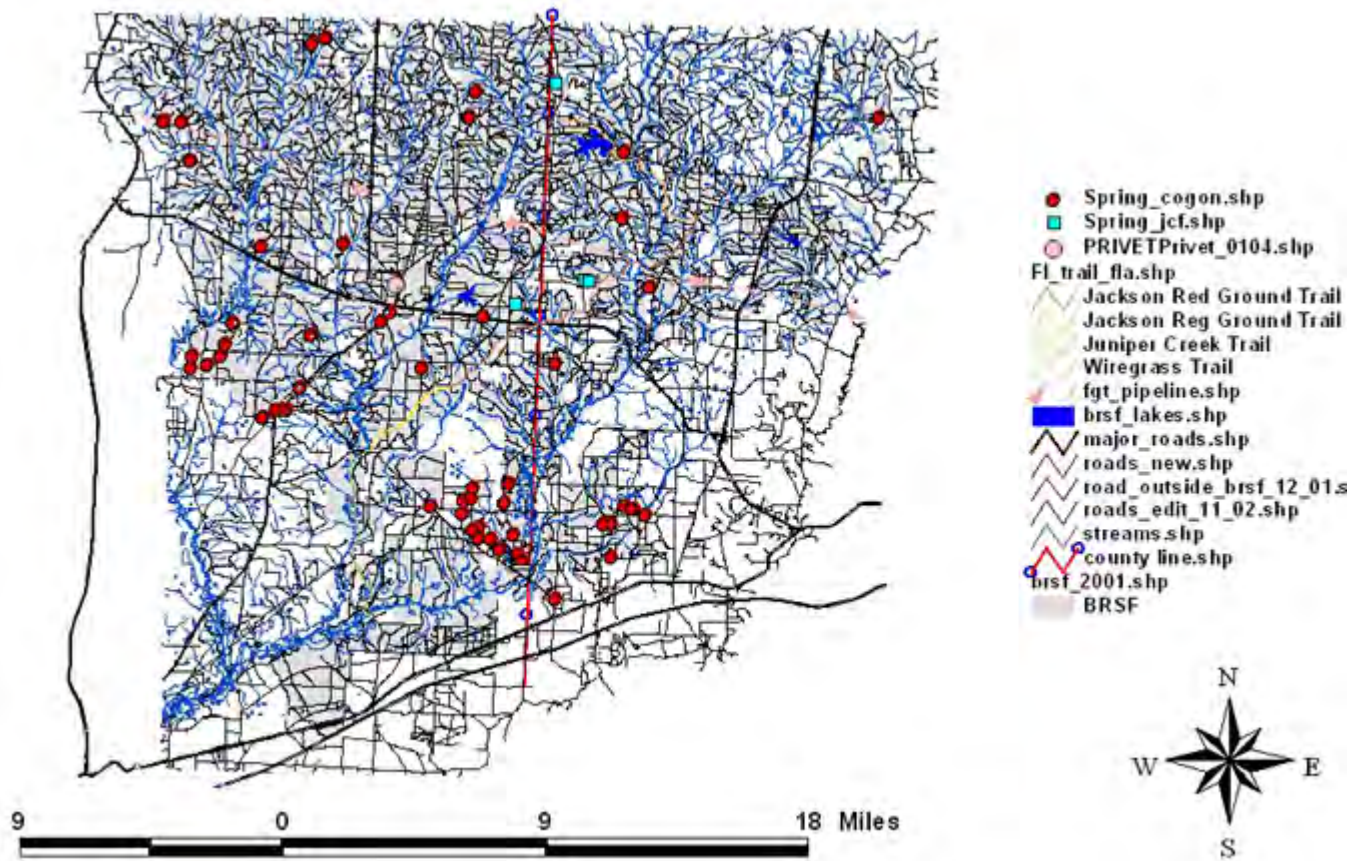 Spring_cogon.shp
Spring_jcf.shp
PRIVETPrivet_0104.shp
Fl_trail_fla.shp
Jackson Red Ground Trail
Jackson Reg Ground Trail
Juniper Creek Trail
Wiregrass Trail
fgt_pipeline.shp
brsf_lakes.shp
major_roads.shp
roads_new.shp
road_outside_brsf_12_01.s
roads_edit_11_02.shp
streams.shp
county line.shp
brsf_2001.shp
BRSF
N
W E
S
9 0 9 18 Miles